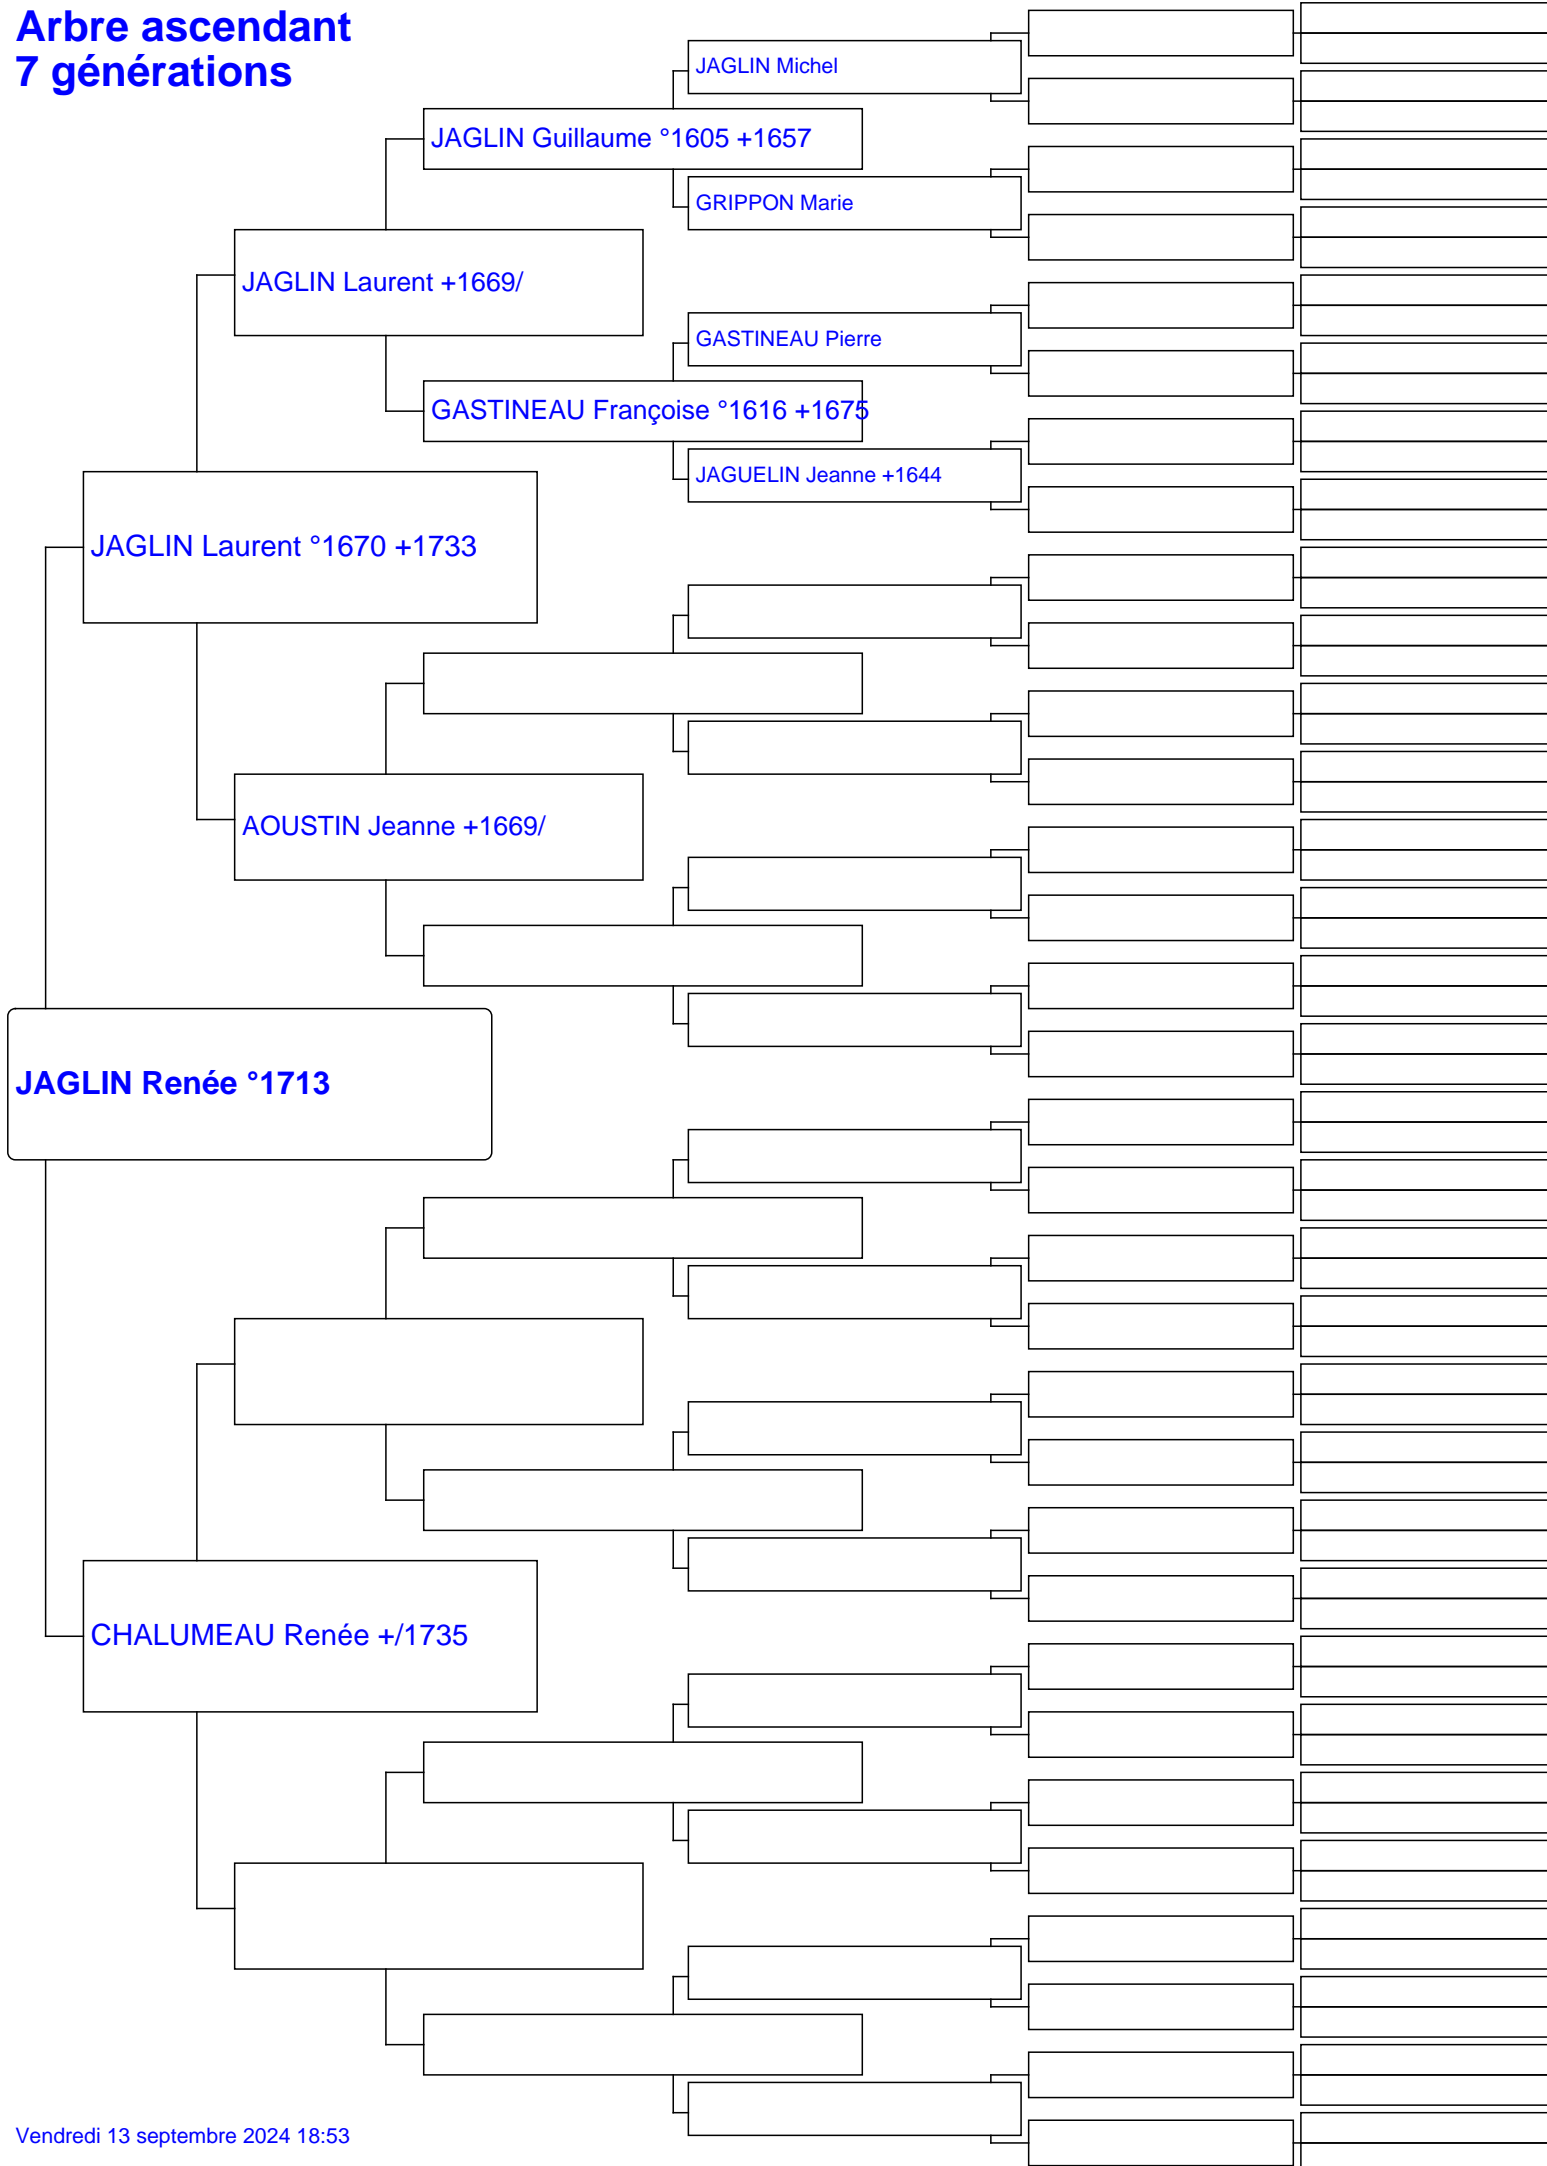 Arbre ascendant
7 générations
JAGLIN Michel
JAGLIN Guillaume °1605 +1657
GRIPPON Marie
JAGLIN Laurent +1669/
GASTINEAU Pierre
GASTINEAU Françoise °1616 +1675
JAGUELIN Jeanne +1644
JAGLIN Laurent °1670 +1733
AOUSTIN Jeanne +1669/
JAGLIN Renée °1713
CHALUMEAU Renée +/1735
Vendredi 13 septembre 2024 18:53